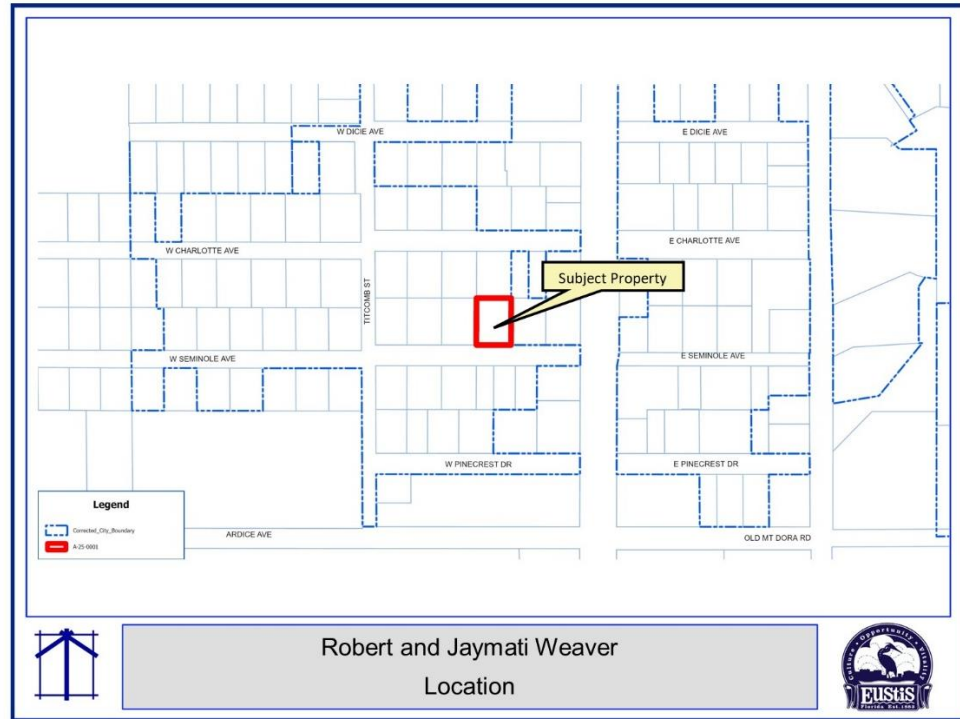 W DICIE AVE
E DICIE AVE
W CHARLOTTE AVE
E CHARLOTTE AVE
Subject Property
TITCOMB ST
W SEMINOLE AVE
E SEMINOLE AVE
W PINECREST DR
E PINECREST DR
Legend
Corrected_City_Boundary
A-25-0001
ARDICE AVE
OLD MT DORA RD
Robert and Jaymati Weaver
Location
Culture • Opportunity • Vitality
EUSTIS
Florida Est. 1883